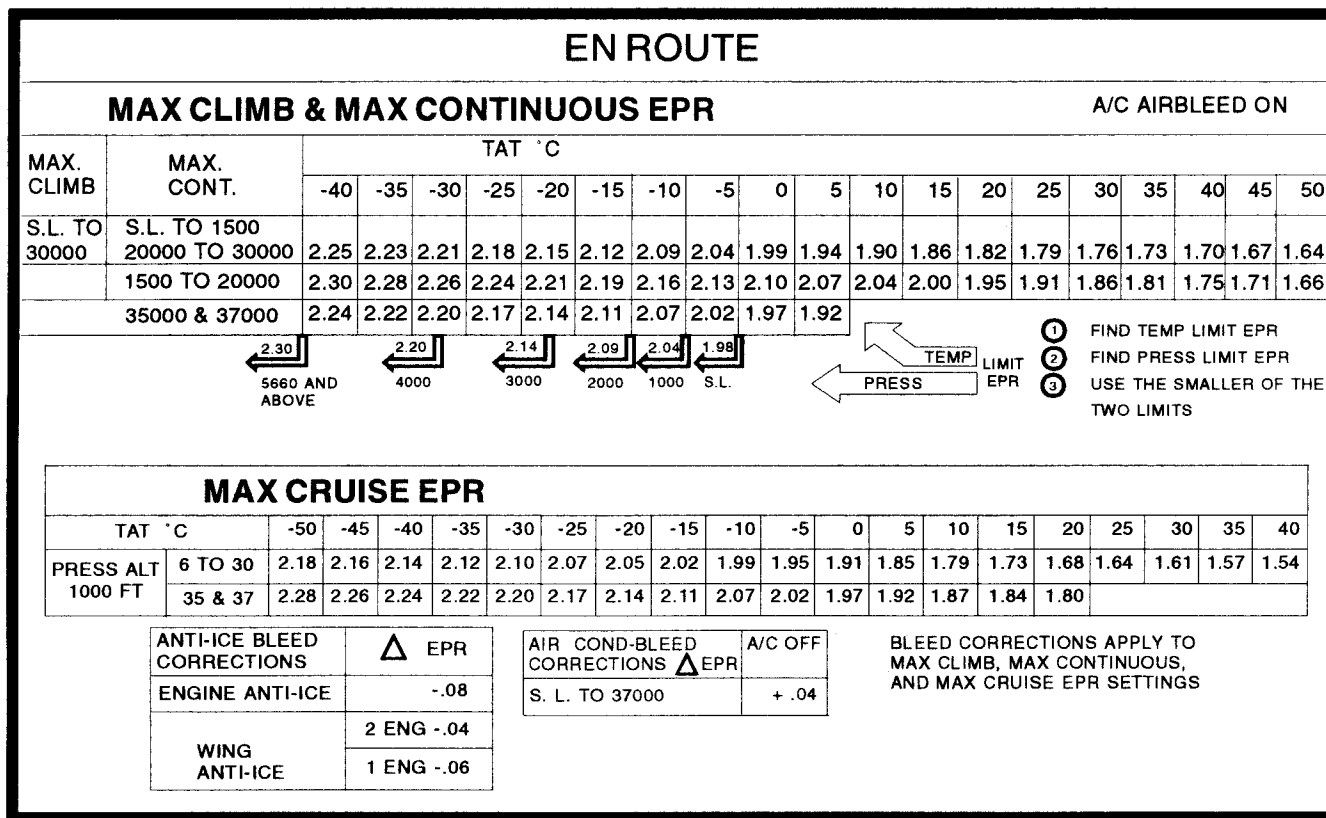 EN ROUTE
MAX CLIMB & MAX CONTINUOUS EPR A/C AIRBLEED ON
MAX. CLIMB MAX. CONT. TAT °C
-40 -35 -30 -25 -20 -15 -10 -5 0 5 10 15 20 25 30 35 40 45 50
S.L. TO 30000 S.L. TO 1500
20000 TO 30000 2.25 2.23 2.21 2.18 2.15 2.12 2.09 2.04 1.99 1.94 1.90 1.86 1.82 1.79 1.76 1.73 1.70 1.67 1.64
1500 TO 20000 2.30 2.28 2.26 2.24 2.21 2.19 2.16 2.13 2.10 2.07 2.04 2.00 1.95 1.91 1.86 1.81 1.75 1.71 1.66
35000 & 37000 2.24 2.22 2.20 2.17 2.14 2.11 2.07 2.02 1.97 1.92
2.30 2.20 2.14 2.09 2.04 1.98
5660 AND ABOVE 4000 3000 2000 1000 S.L.
TEMP
PRESS
LIMIT EPR
1 FIND TEMP LIMIT EPR
2 FIND PRESS LIMIT EPR
3 USE THE SMALLER OF THE
TWO LIMITS
MAX CRUISE EPR
TAT °C -50 -45 -40 -35 -30 -25 -20 -15 -10 -5 0 5 10 15 20 25 30 35 40
PRESS ALT 1000 FT
6 TO 30 2.18 2.16 2.14 2.12 2.10 2.07 2.05 2.02 1.99 1.95 1.91 1.85 1.79 1.73 1.68 1.64 1.61 1.57 1.54
35 & 37 2.28 2.26 2.24 2.22 2.20 2.17 2.14 2.11 2.07 2.02 1.97 1.92 1.87 1.84 1.80
ANTI-ICE BLEED
CORRECTIONS Δ EPR
ENGINE ANTI-ICE -.08
WING
ANTI-ICE
2 ENG -.04
1 ENG -.06
AIR COND-BLEED
CORRECTIONS Δ EPR
A/C OFF
S. L. TO 37000 + .04
BLEED CORRECTIONS APPLY TO
MAX CLIMB, MAX CONTINUOUS,
AND MAX CRUISE EPR SETTINGS